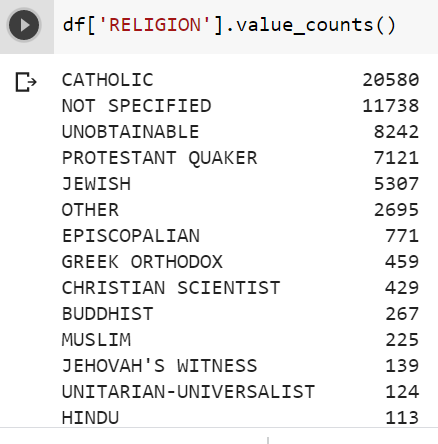 df['RELIGION'].value_counts()
CATHOLIC 20580
NOT SPECIFIED 11738
UNOBTAINABLE 8242
PROTESTANT QUAKER 7121
JEWISH 5307
OTHER 2695
EPISCOPALIAN 771
GREEK ORTHODOX 459
CHRISTIAN SCIENTIST 429
BUDDHIST 267
MUSLIM 225
JEHOVAH'S WITNESS 139
UNITARIAN-UNIVERSALIST 124
HINDU 113